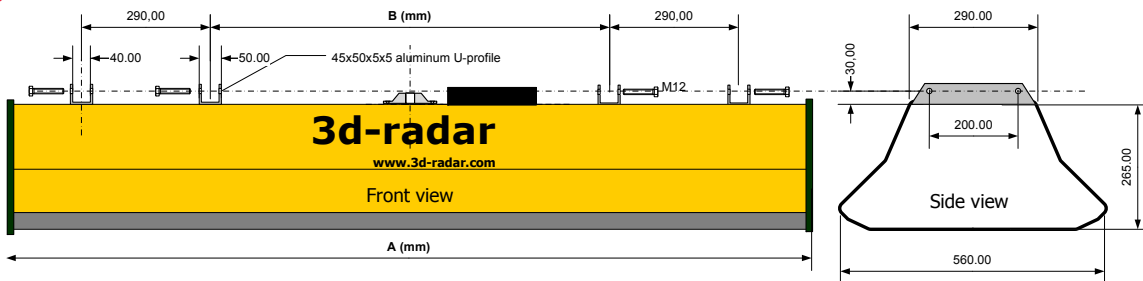 290,00
B (mm)
290,00
290.00
40.00
50.00
45x50x5x5 aluminum U-profile
M12
30,00
3d-radar
www.3d-radar.com
200.00
265.00
Front view
Side view
A (mm)
560.00